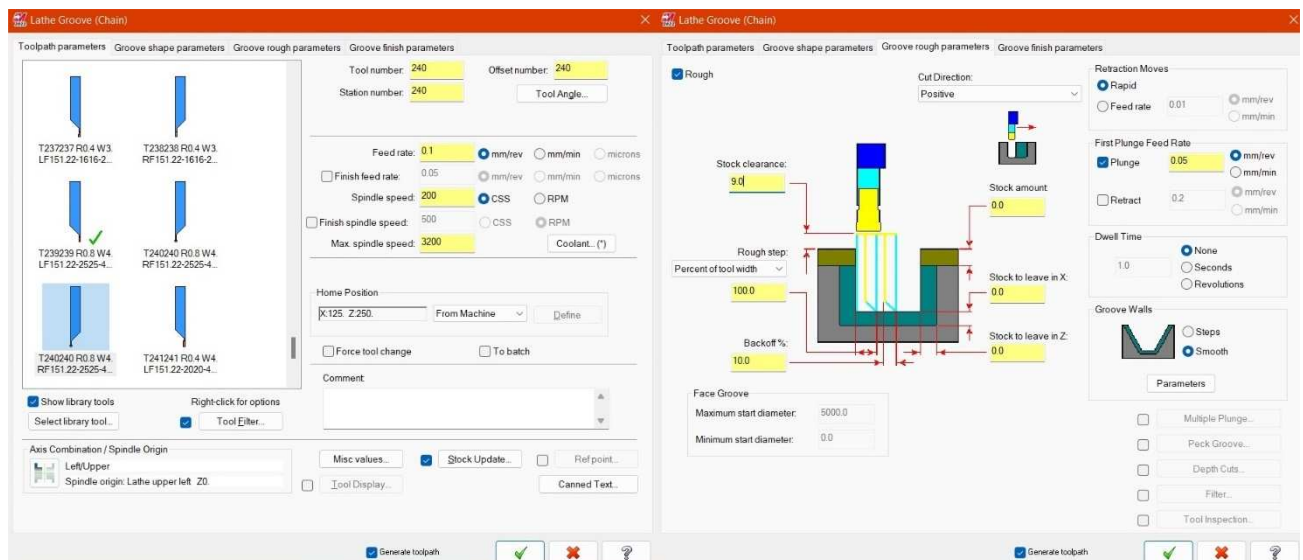 Lathe Groove (Chain)
Toolpath parameters Groove shape parameters Groove rough parameters Groove finish parameters
T237237 R0.4 W3.
LF151.22-1616-2...
T238238 R0.4 W3.
RF151.22-1616-2...
T239239 R0.8 W4.
LF151.22-2525-4...
T240240 R0.8 W4.
RF151.22-2525-4...
T240240 R0.8 W4.
RF151.22-2525-4...
T241241 R0.4 W4.
LF151.22-2020-4...
Show library tools
Right-click for options
Select library tool...
Tool Filter...
Tool number: 240
Offset number: 240
Station number: 240
Tool Angle...
Feed rate: 0.1 mm/rev mm/min microns
Finish feed rate: 0.05 mm/rev mm/min microns
Spindle speed: 200 CSS RPM
Finish spindle speed: 500 CSS RPM
Max. spindle speed: 3200
Coolant... (*)
Home Position
X:125. Z:250. From Machine Define
Force tool change To batch
Comment:
Axis Combination / Spindle Origin
Left/Upper
Spindle origin: Lathe upper left Z0.
Misc values... Stock Update... Ref point...
Tool Display... Canned Text...
Generate toolpath
Lathe Groove (Chain)
Toolpath parameters Groove shape parameters Groove rough parameters Groove finish parameters
Rough
Cut Direction:
Positive
Stock clearance:
9.0
Stock amount:
0.0
Rough step:
Percent of tool width
100.0
Stock to leave in X:
0.0
Backoff %:
10.0
Stock to leave in Z:
0.0
Face Groove
Maximum start diameter: 5000.0
Minimum start diameter: 0.0
Retraction Moves
Rapid
Feed rate 0.01 mm/rev
mm/min
First Plunge Feed Rate
Plunge 0.05 mm/rev
mm/min
Retract 0.2 mm/rev
mm/min
Dwell Time
None
1.0 Seconds
Revolutions
Groove Walls
Steps
Smooth
Parameters
Multiple Plunge...
Peck Groove...
Depth Cuts...
Filter...
Tool Inspection...
Generate toolpath